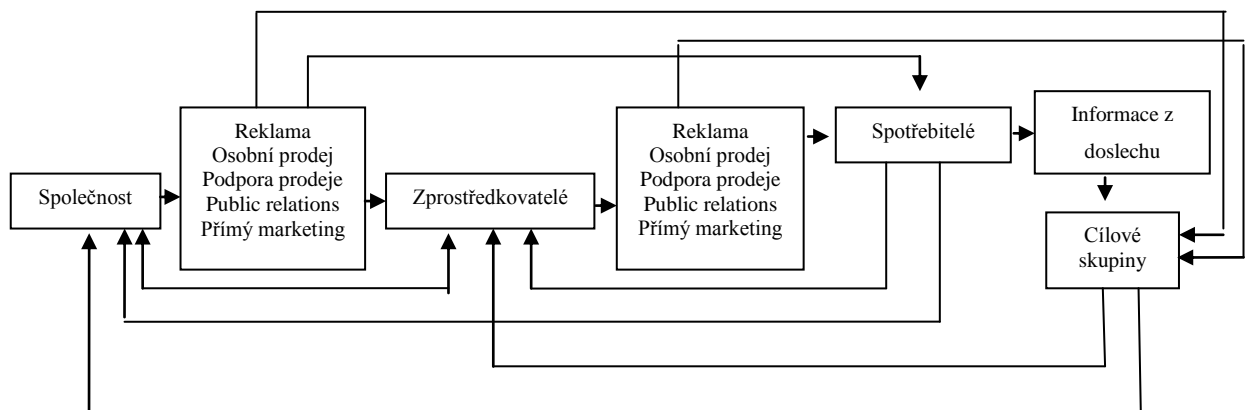 Společnost
Reklama
Osobní prodej
Podpora prodeje
Public relations
Přímý marketing
Zprostředkovatelé
Reklama
Osobní prodej
Podpora prodeje
Public relations
Přímý marketing
Spotřebitelé
Informace z
doslechu
Cílové
skupiny